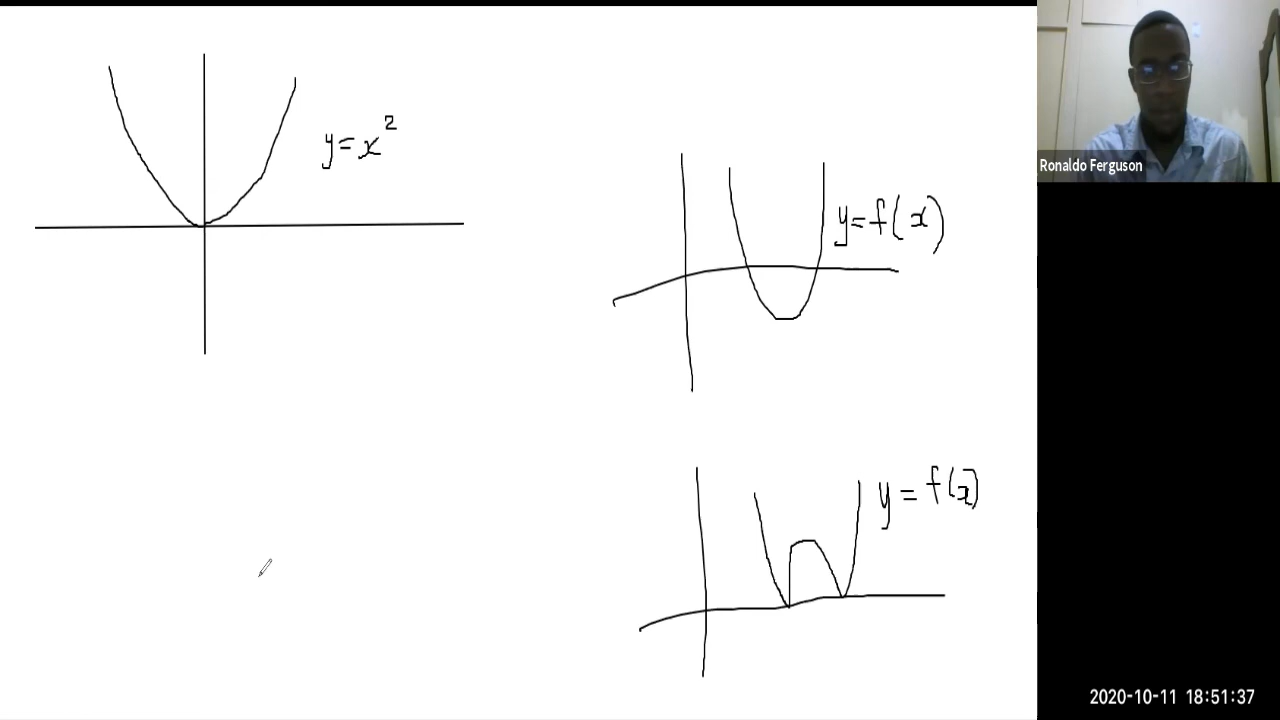 y = x²
y = f(x)
y = f(x)
Ronaldo Ferguson
2020-10-11 18:51:37